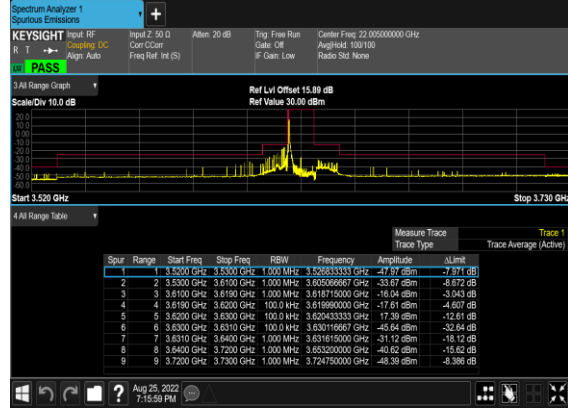 Spectrum Analyzer 1
Spurious Emissions
+
KEYSIGHT Input: RF Input Z: 50 Ω Atten: 20 dB Trig: Free Run Center Freq: 22.005000000 GHz
R T Coupling: DC Corr CCorr Gate: Off Avg|Hold: 100/100
Align: Auto Freq Ref: Int (S) IF Gain: Low Radio Std: None
LW PASS
3 All Range Graph
Ref Lvl Offset 15.89 dB
Scale/Div 10.0 dB Ref Value 30.00 dBm
20.0
10.0
0.00
-10.0
-20.0
-30.0
-40.0
-50.0
-60.0
Start 3.520 GHz Stop 3.730 GHz
4 All Range Table
Measure Trace Trace 1
Trace Type Trace Average (Active)
Spur Range Start Freq Stop Freq RBW Frequency Amplitude ΔLimit
1 1 3.5200 GHz 3.5300 GHz 1.000 MHz 3.526833333 GHz -47.97 dBm -7.971 dB
2 2 3.5300 GHz 3.6100 GHz 1.000 MHz 3.605066667 GHz -33.67 dBm -8.672 dB
3 3 3.6100 GHz 3.6190 GHz 1.000 MHz 3.618715000 GHz -16.04 dBm -3.043 dB
4 4 3.6190 GHz 3.6200 GHz 100.0 kHz 3.619990000 GHz -17.61 dBm -4.607 dB
5 5 3.6200 GHz 3.6300 GHz 100.0 kHz 3.620433333 GHz 17.39 dBm -12.61 dB
6 6 3.6300 GHz 3.6310 GHz 100.0 kHz 3.630116667 GHz -45.64 dBm -32.64 dB
7 7 3.6310 GHz 3.6400 GHz 1.000 MHz 3.631615000 GHz -31.12 dBm -18.12 dB
8 8 3.6400 GHz 3.7200 GHz 1.000 MHz 3.653200000 GHz -40.62 dBm -15.62 dB
9 9 3.7200 GHz 3.7300 GHz 1.000 MHz 3.724750000 GHz -48.39 dBm -8.386 dB
? Aug 25, 2022
7:15:59 PM